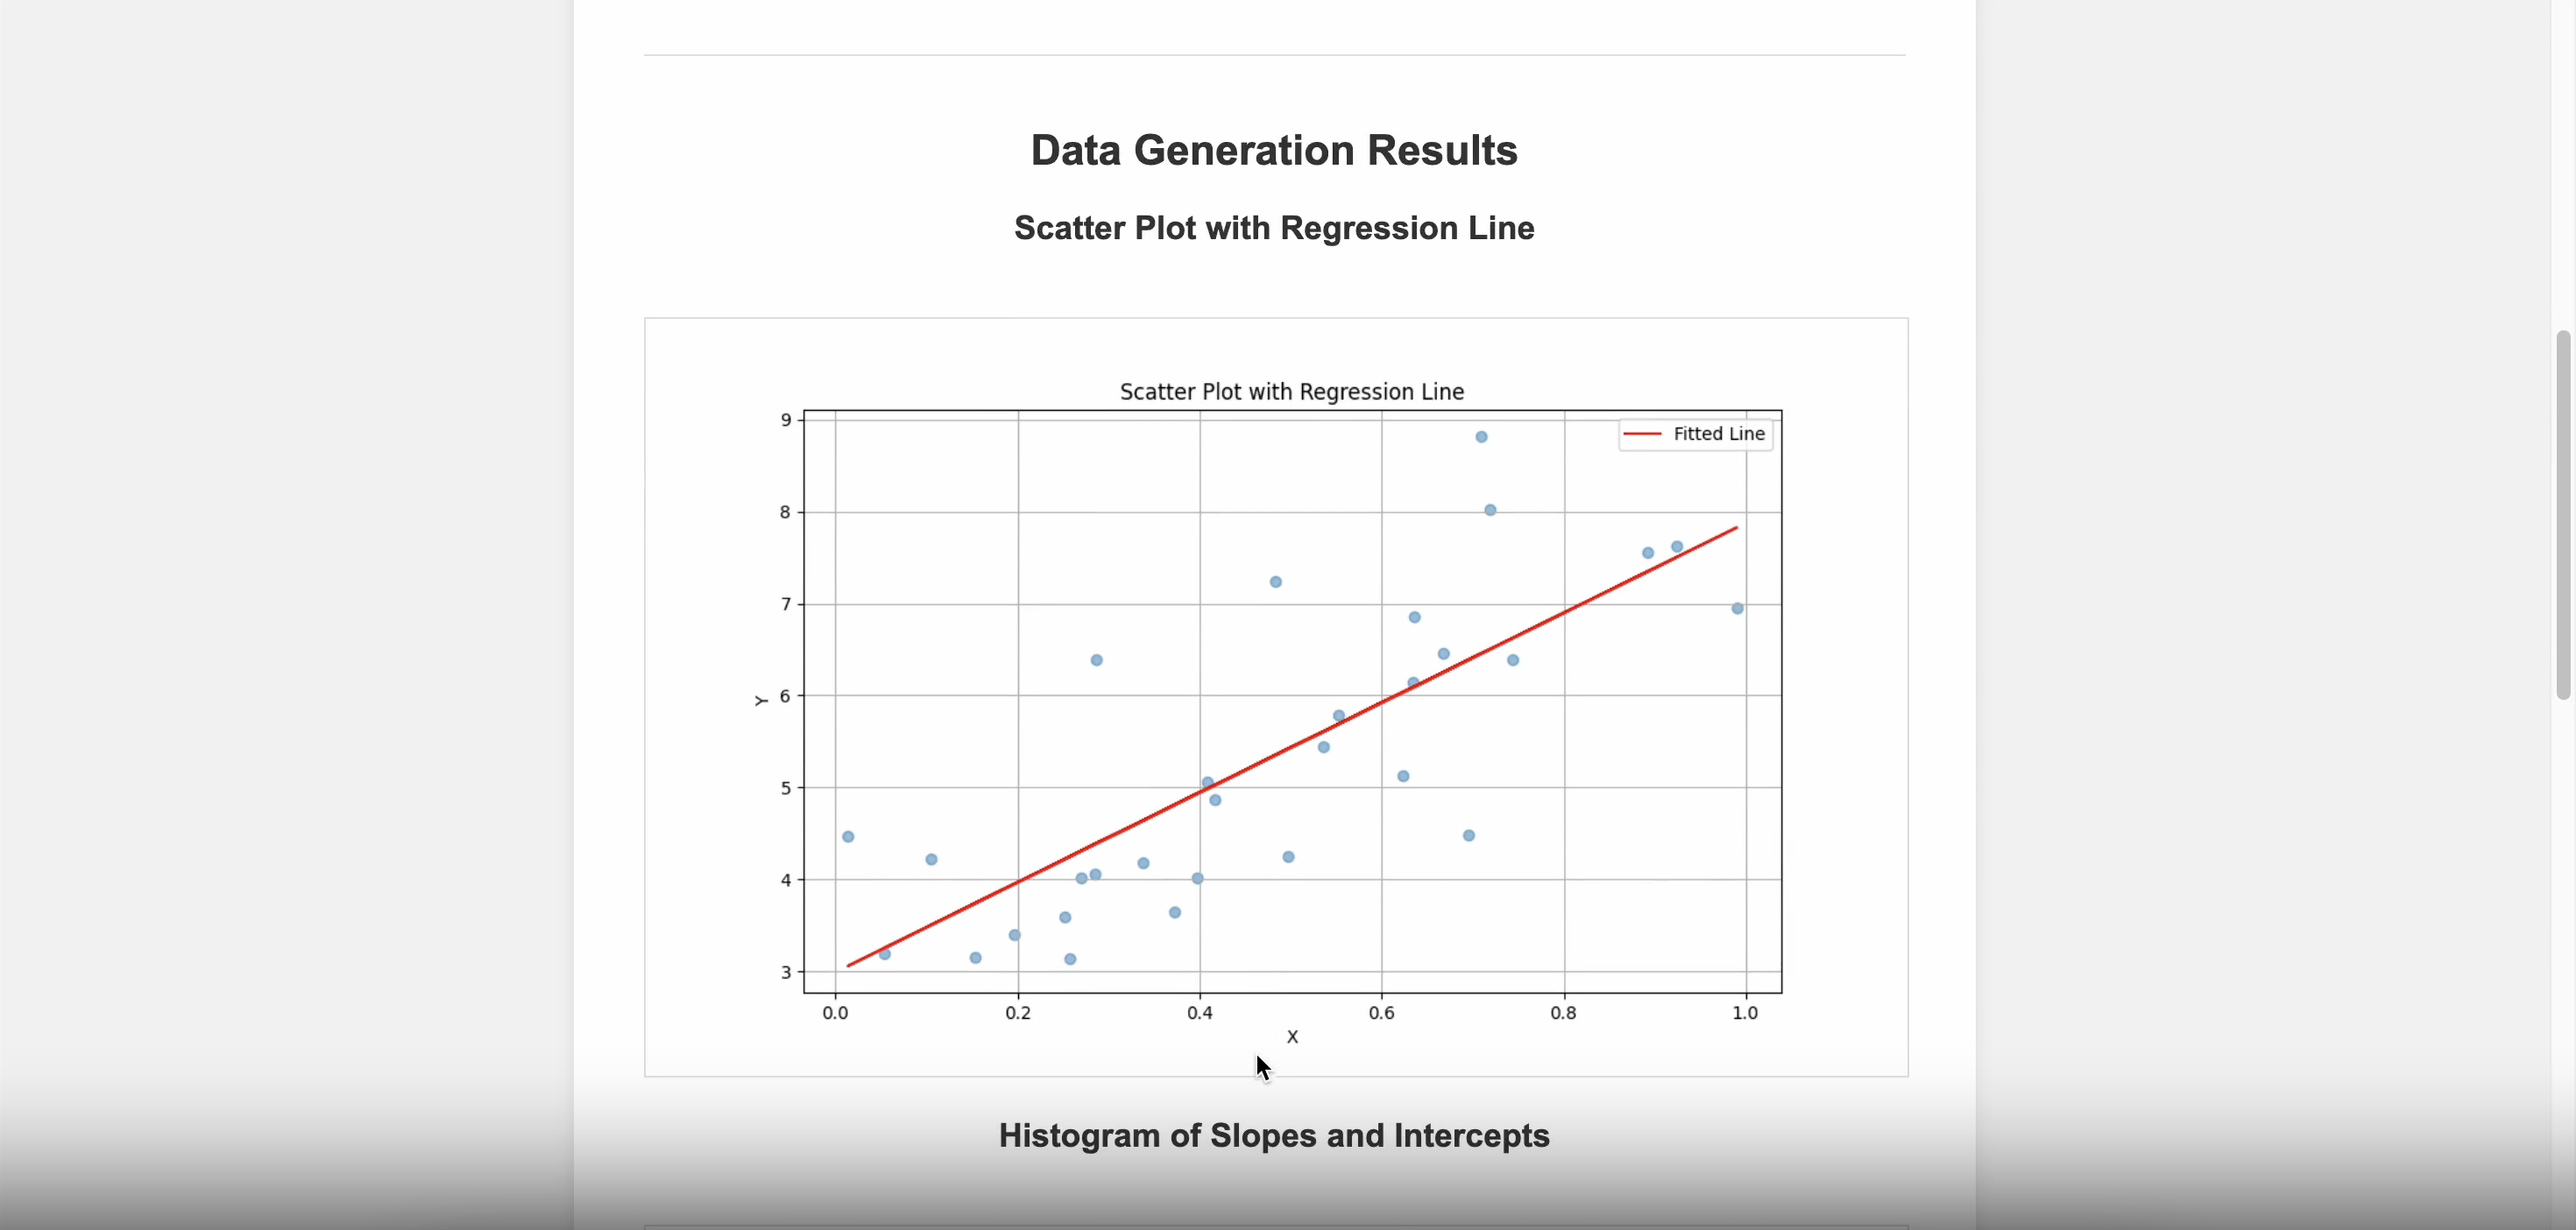 Data Generation Results
Scatter Plot with Regression Line
Scatter Plot with Regression Line
Fitted Line
9
8
7
6
5
4
3
Y
0.0 0.2 0.4 0.6 0.8 1.0
X
Histogram of Slopes and Intercepts